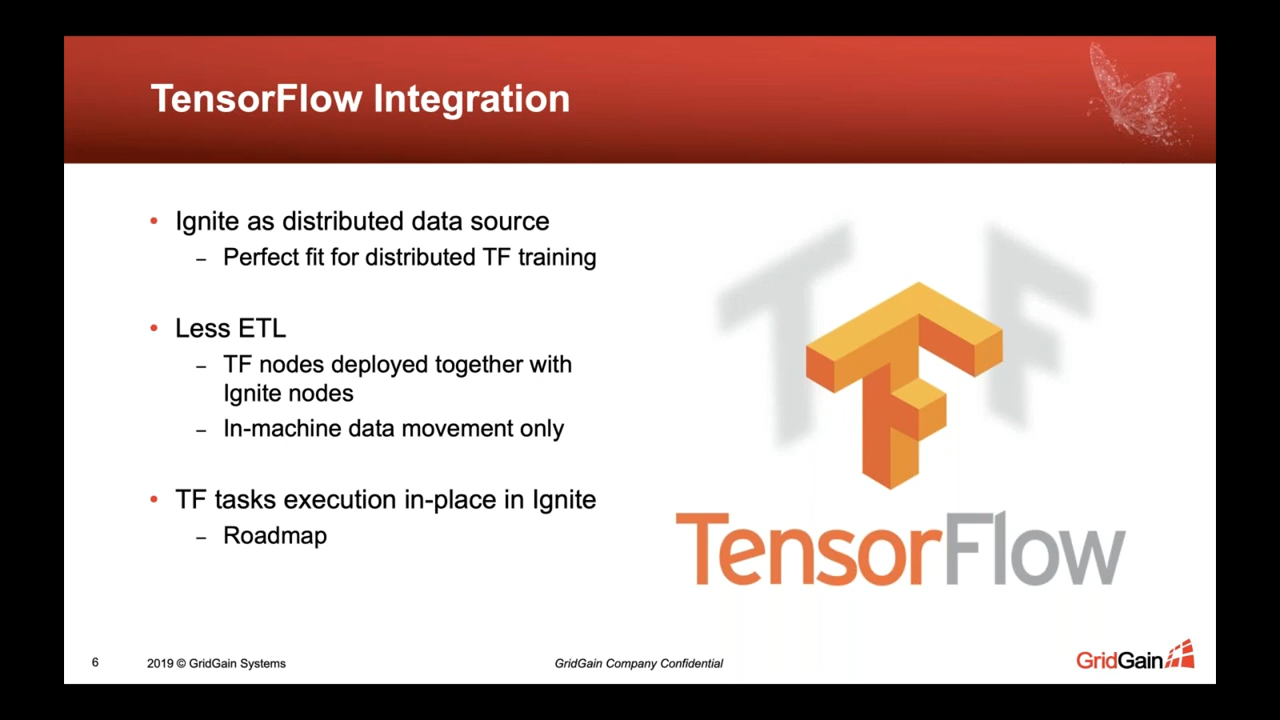 TensorFlow Integration
• Ignite as distributed data source
– Perfect fit for distributed TF training
• Less ETL
– TF nodes deployed together with
Ignite nodes
– In-machine data movement only
• TF tasks execution in-place in Ignite
– Roadmap
TF
TensorFlow
6
2019 © GridGain Systems
GridGain Company Confidential
GridGain